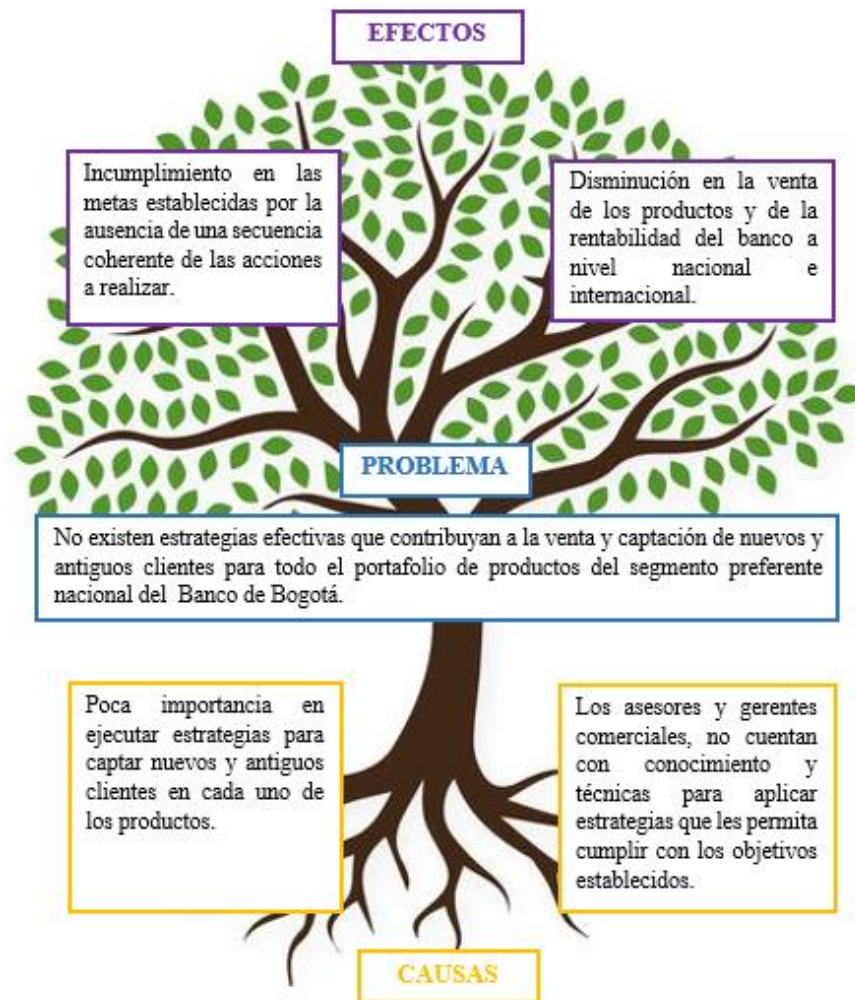 EFECTOS
Incumplimiento en las
metas establecidas por la
ausencia de una secuencia
coherente de las acciones
a realizar.
Disminución en la venta
de los productos y de la
rentabilidad del banco a
nivel nacional e
internacional.
PROBLEMA
No existen estrategias efectivas que contribuyan a la venta y captación de nuevos y
antiguos clientes para todo el portafolio de productos del segmento preferente
nacional del Banco de Bogotá.
Poca importancia en
ejecutar estrategias para
captar nuevos y antiguos
clientes en cada uno de
los productos.
Los asesores y gerentes
comerciales, no cuentan
con conocimiento y
técnicas para aplicar
estrategias que les permita
cumplir con los objetivos
establecidos.
CAUSAS